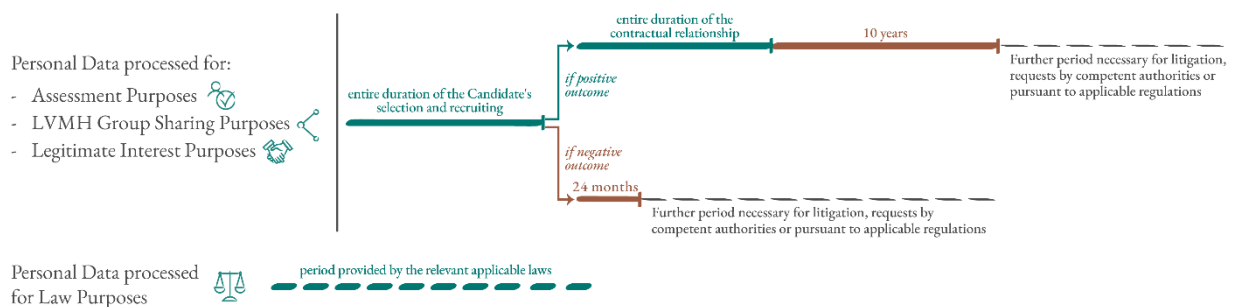 Personal Data processed for:
- Assessment Purposes
- LVMH Group Sharing Purposes
- Legitimate Interest Purposes
entire duration of the Candidate's
selection and recruiting
if positive
outcome
entire duration of the
contractual relationship
10 years
Further period necessary for litigation,
requests by competent authorities or
pursuant to applicable regulations
if negative
outcome
24 months
Further period necessary for litigation, requests by
competent authorities or pursuant to applicable regulations
Personal Data processed
for Law Purposes
period provided by the relevant applicable laws